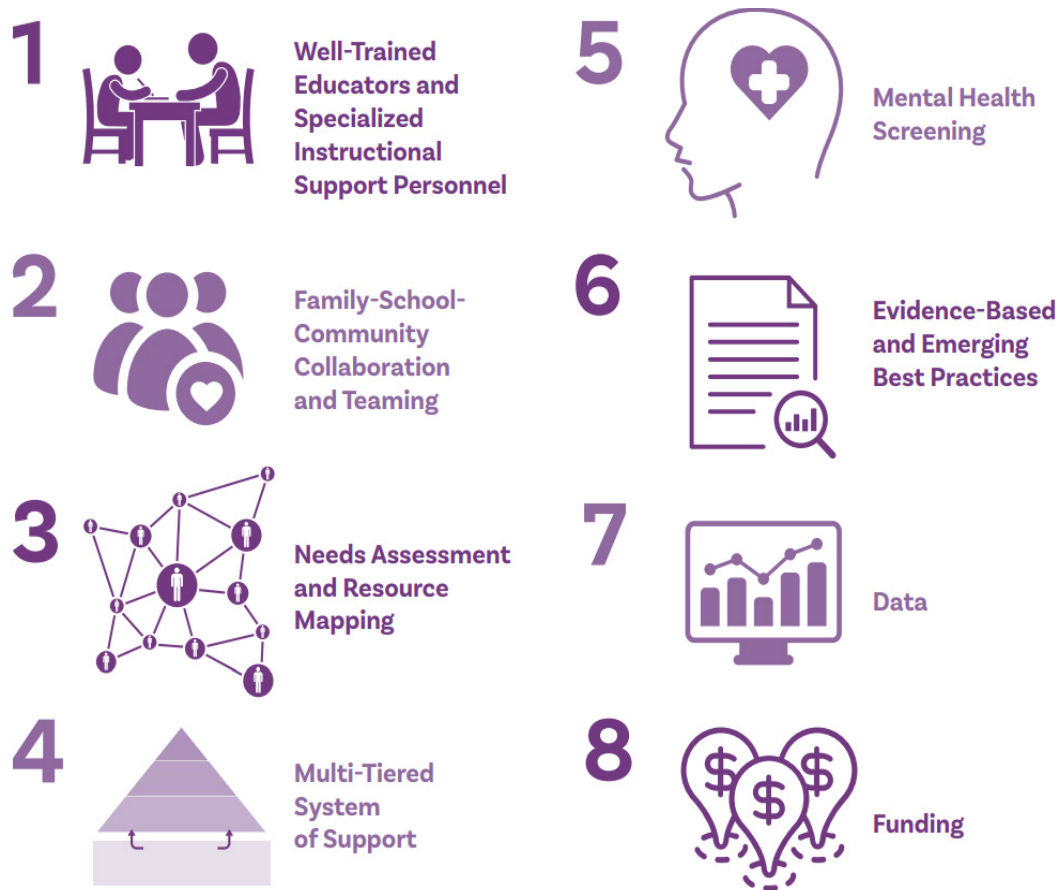 1
Well-Trained
Educators and
Specialized
Instructional
Support Personnel
2
Family-School-
Community
Collaboration
and Teaming
3
Needs Assessment
and Resource
Mapping
4
Multi-Tiered
System
of Support
5
Mental Health
Screening
6
Evidence-Based
and Emerging
Best Practices
7
Data
8
$ $ $
Funding